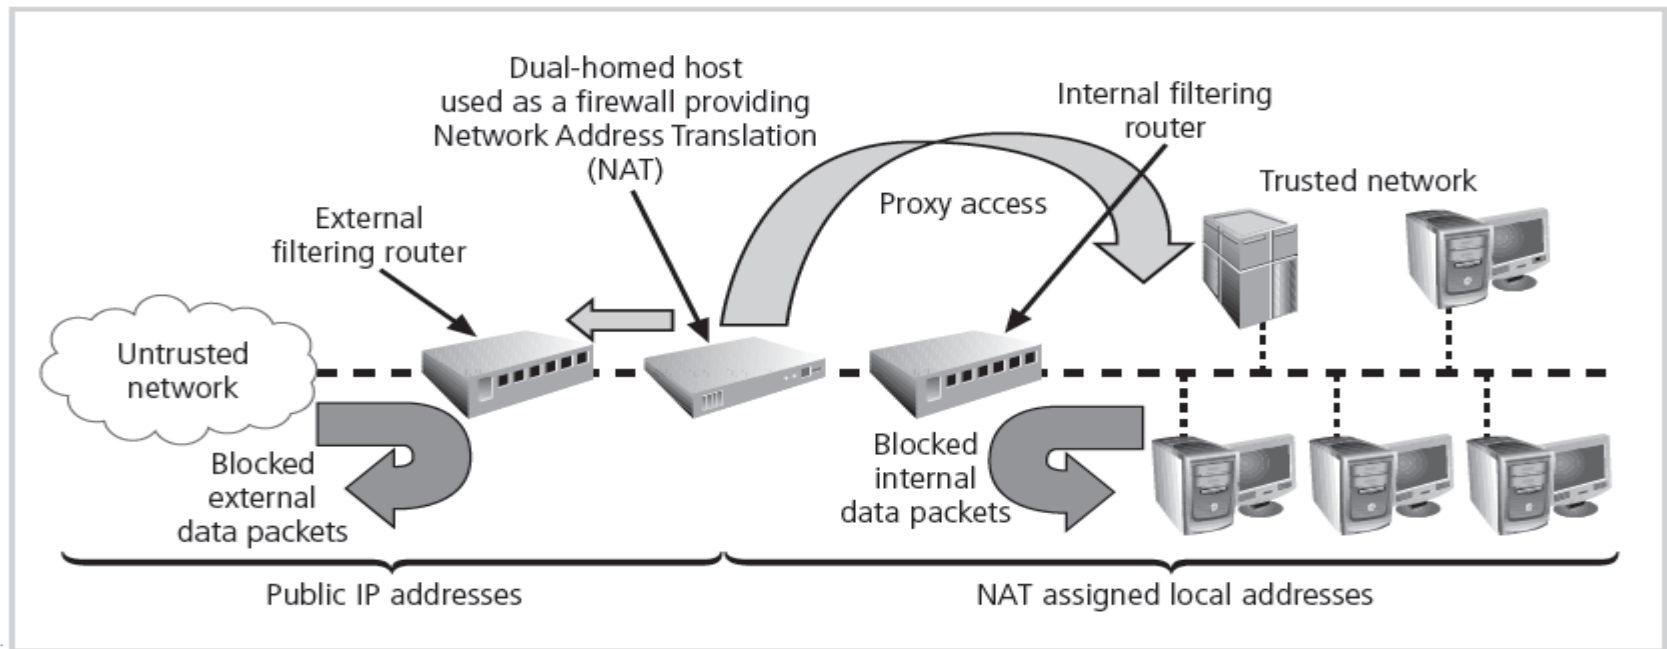 Dual-homed host
used as a firewall providing
Network Address Translation
(NAT)
Internal filtering
router
Proxy access
Trusted network
External
filtering router
Untrusted
network
Blocked
external
data packets
Blocked
internal
data packets
Public IP addresses
NAT assigned local addresses